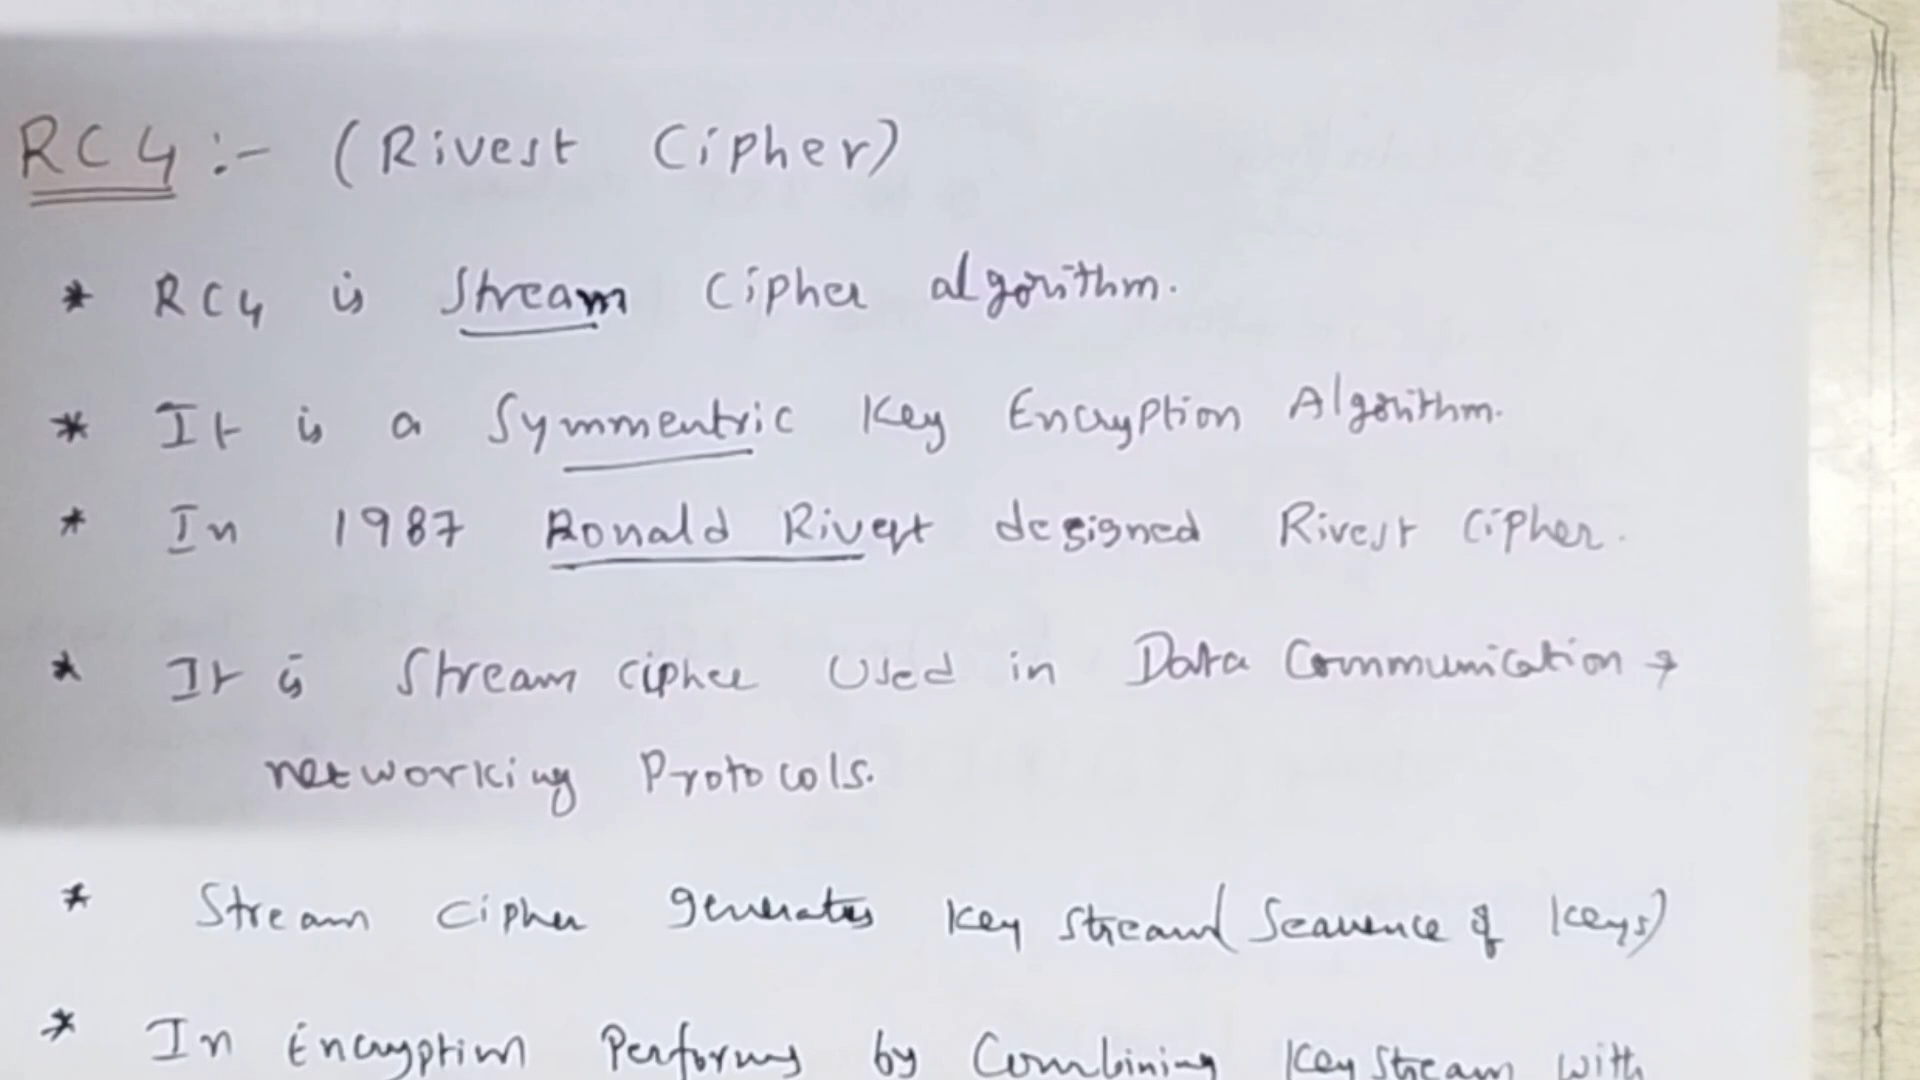 RC4 :- (Rivest Cipher)
* RC4 is Stream Cipher algorithm.
* It is a Symmentric Key Encryption Algorithm.
* In 1987 Ronald Rivest designed Rivest Cipher.
* It is Stream cipher Used in Data Communication &
networking Protocols.
* Stream cipher generates key stream (Sequence of keys)
* In Encryption Performs by Combining key stream with